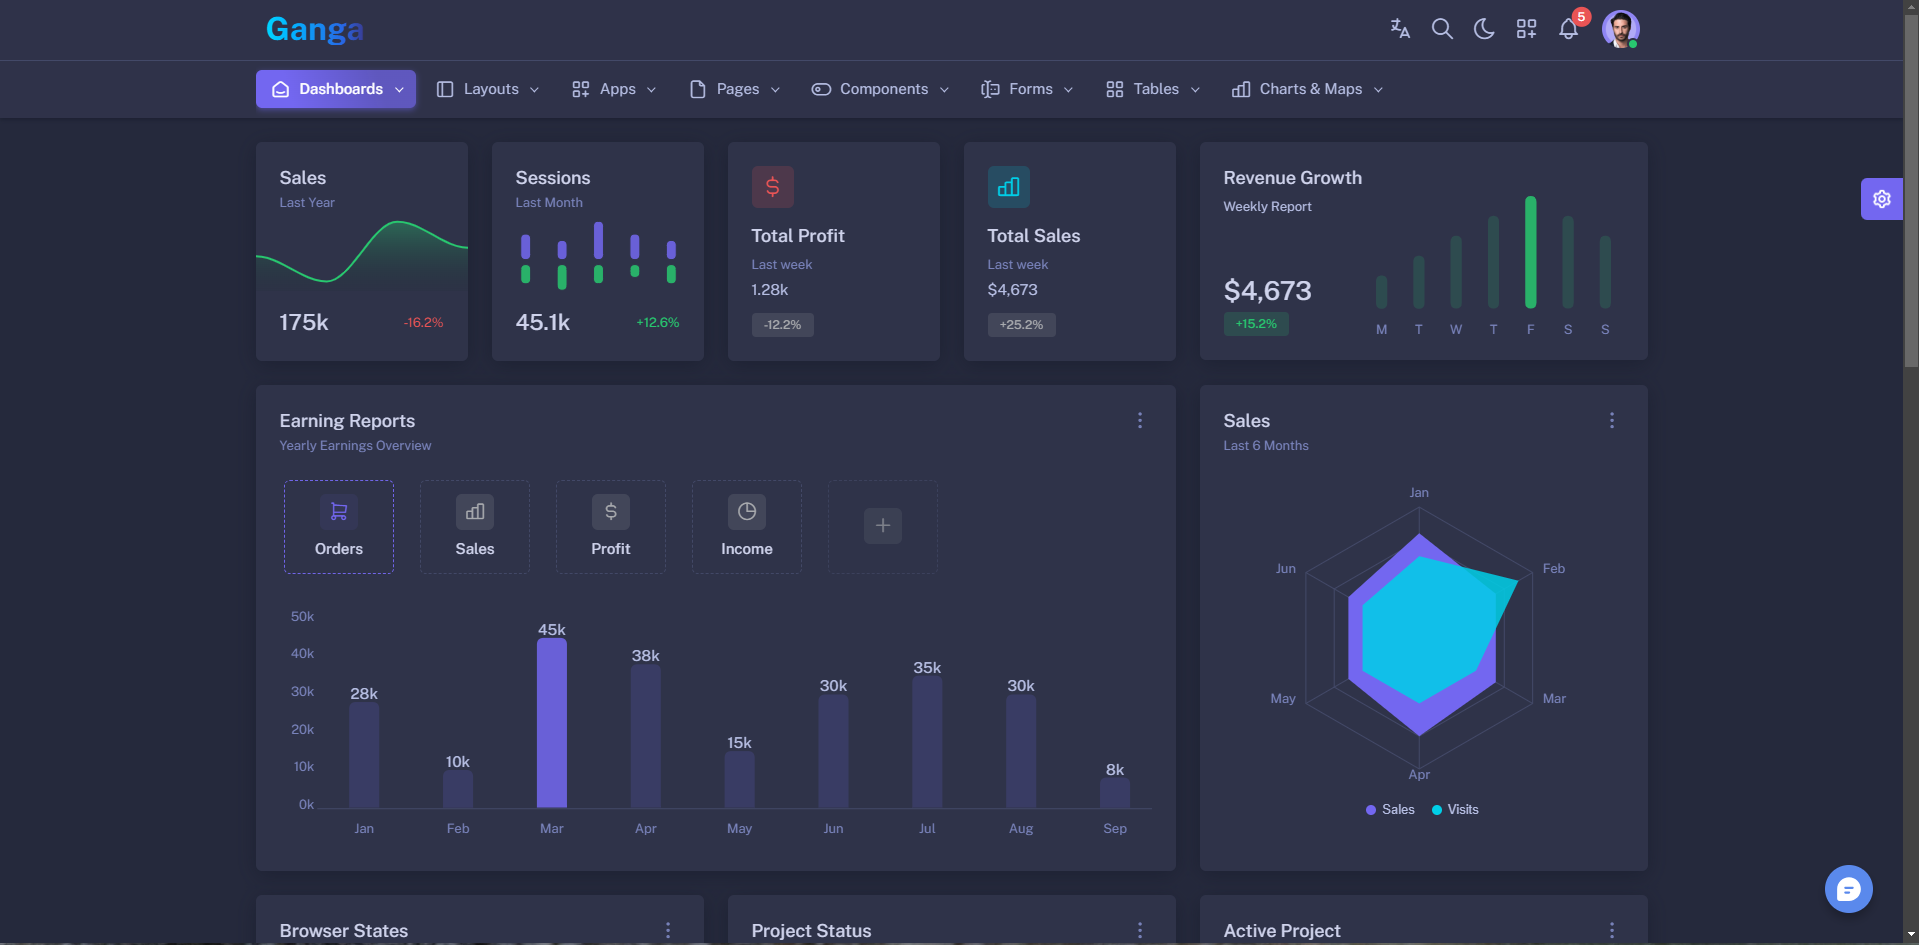 Ganga
5
Dashboards
Layouts
Apps
Pages
Components
Forms
Tables
Charts & Maps
Sales
Last Year
175k
-16.2%
Sessions
Last Month
45.1k
+12.6%
Total Profit
Last week
1.28k
-12.2%
Total Sales
Last week
$4,673
+25.2%
Revenue Growth
Weekly Report
$4,673
+15.2%
M T W T F S S
Earning Reports
Yearly Earnings Overview
Orders
Sales
Profit
Income
50k
40k
30k
20k
10k
0k
28k
10k
45k
38k
15k
30k
35k
30k
8k
Jan Feb Mar Apr May Jun Jul Aug Sep
Sales
Last 6 Months
Jan
Feb
Mar
Apr
May
Jun
Sales Visits
Browser States
Project Status
Active Project